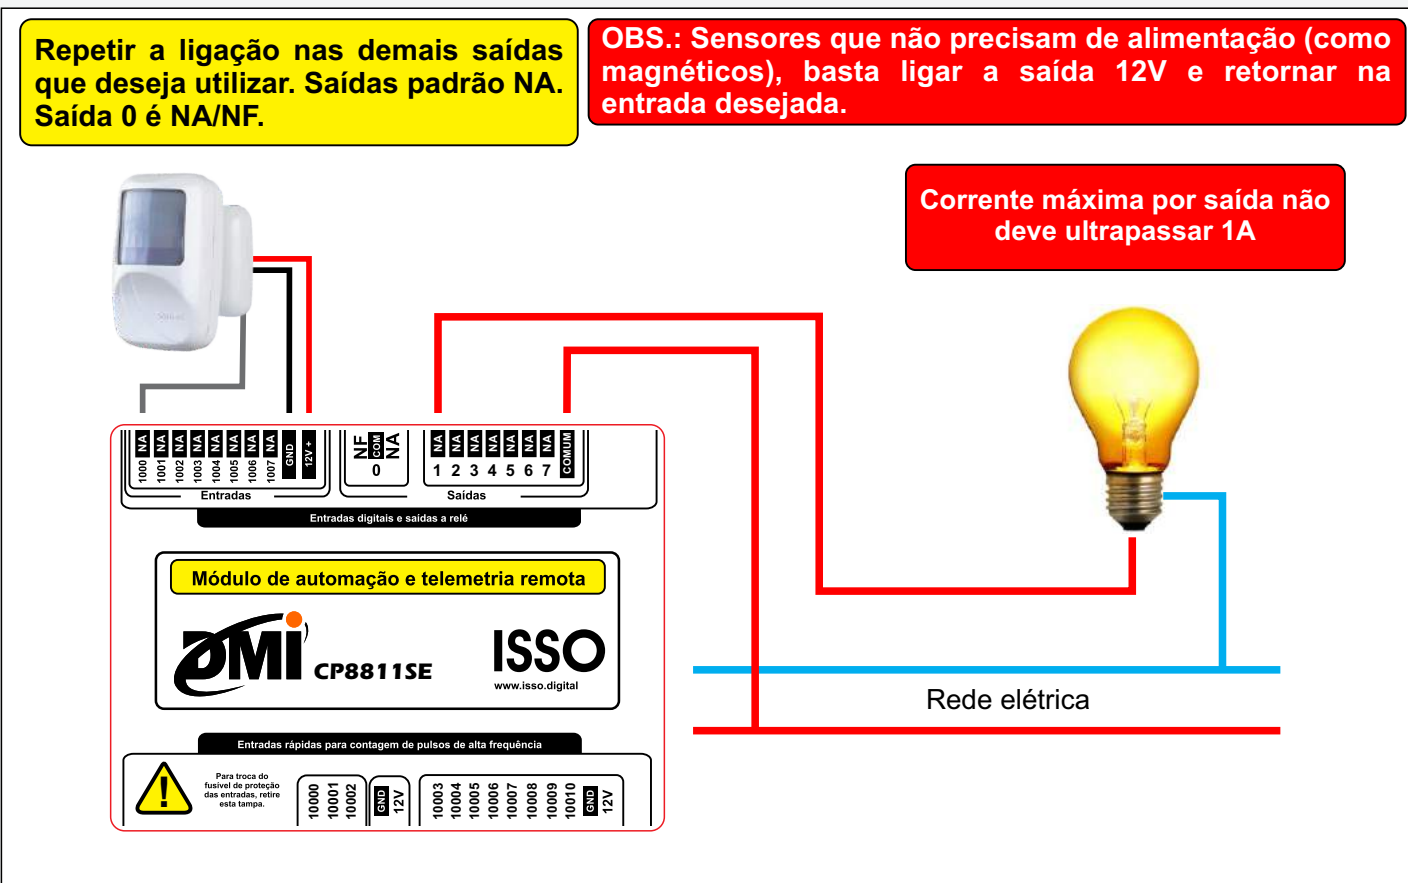 Repetir a ligação nas demais saídas
que deseja utilizar. Saídas padrão NA.
Saída 0 é NA/NF.
OBS.: Sensores que não precisam de alimentação (como
magnéticos), basta ligar a saída 12V e retornar na
entrada desejada.
Corrente máxima por saída não
deve ultrapassar 1A
NA NA NA NA NA NA NA NA GND 12V +
1000 1001 1002 1003 1004 1005 1006 1007
Entradas
NF COM NA
0
NA NA NA NA NA NA NA COMUM
1 2 3 4 5 6 7
Saídas
Entradas digitais e saídas a relé
Módulo de automação e telemetria remota
DMI CP8811SE
ISSO
www.isso.digital
Rede elétrica
Entradas rápidas para contagem de pulsos de alta frequência
Para troca do
fusível de proteção
das entradas, retire
esta tampa.
10000 10001 10002 GND 12V
10003 10004 10005 10006 10007 10008 10009 10010 GND 12V